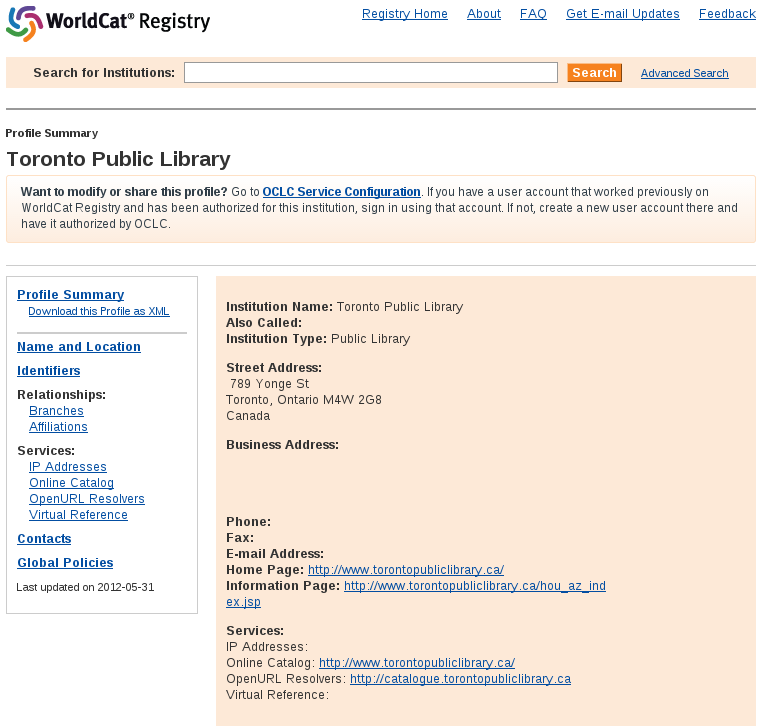 WorldCat® Registry
Registry Home About FAQ Get E-mail Updates Feedback
Search for Institutions: Search Advanced Search
Profile Summary
Toronto Public Library
Want to modify or share this profile? Go to OCLC Service Configuration. If you have a user account that worked previously on
WorldCat Registry and has been authorized for this institution, sign in using that account. If not, create a new user account there and
have it authorized by OCLC.
Profile Summary
Download this Profile as XML
Name and Location
Identifiers
Relationships:
Branches
Affiliations
Services:
IP Addresses
Online Catalog
OpenURL Resolvers
Virtual Reference
Contacts
Global Policies
Last updated on 2012-05-31
Institution Name: Toronto Public Library
Also Called:
Institution Type: Public Library
Street Address:
789 Yonge St
Toronto, Ontario M4W 2G8
Canada
Business Address:
Phone:
Fax:
E-mail Address:
Home Page: http://www.torontopubliclibrary.ca/
Information Page: http://www.torontopubliclibrary.ca/hou_az_ind
ex.jsp
Services:
IP Addresses:
Online Catalog: http://www.torontopubliclibrary.ca/
OpenURL Resolvers: http://catalogue.torontopubliclibrary.ca
Virtual Reference: